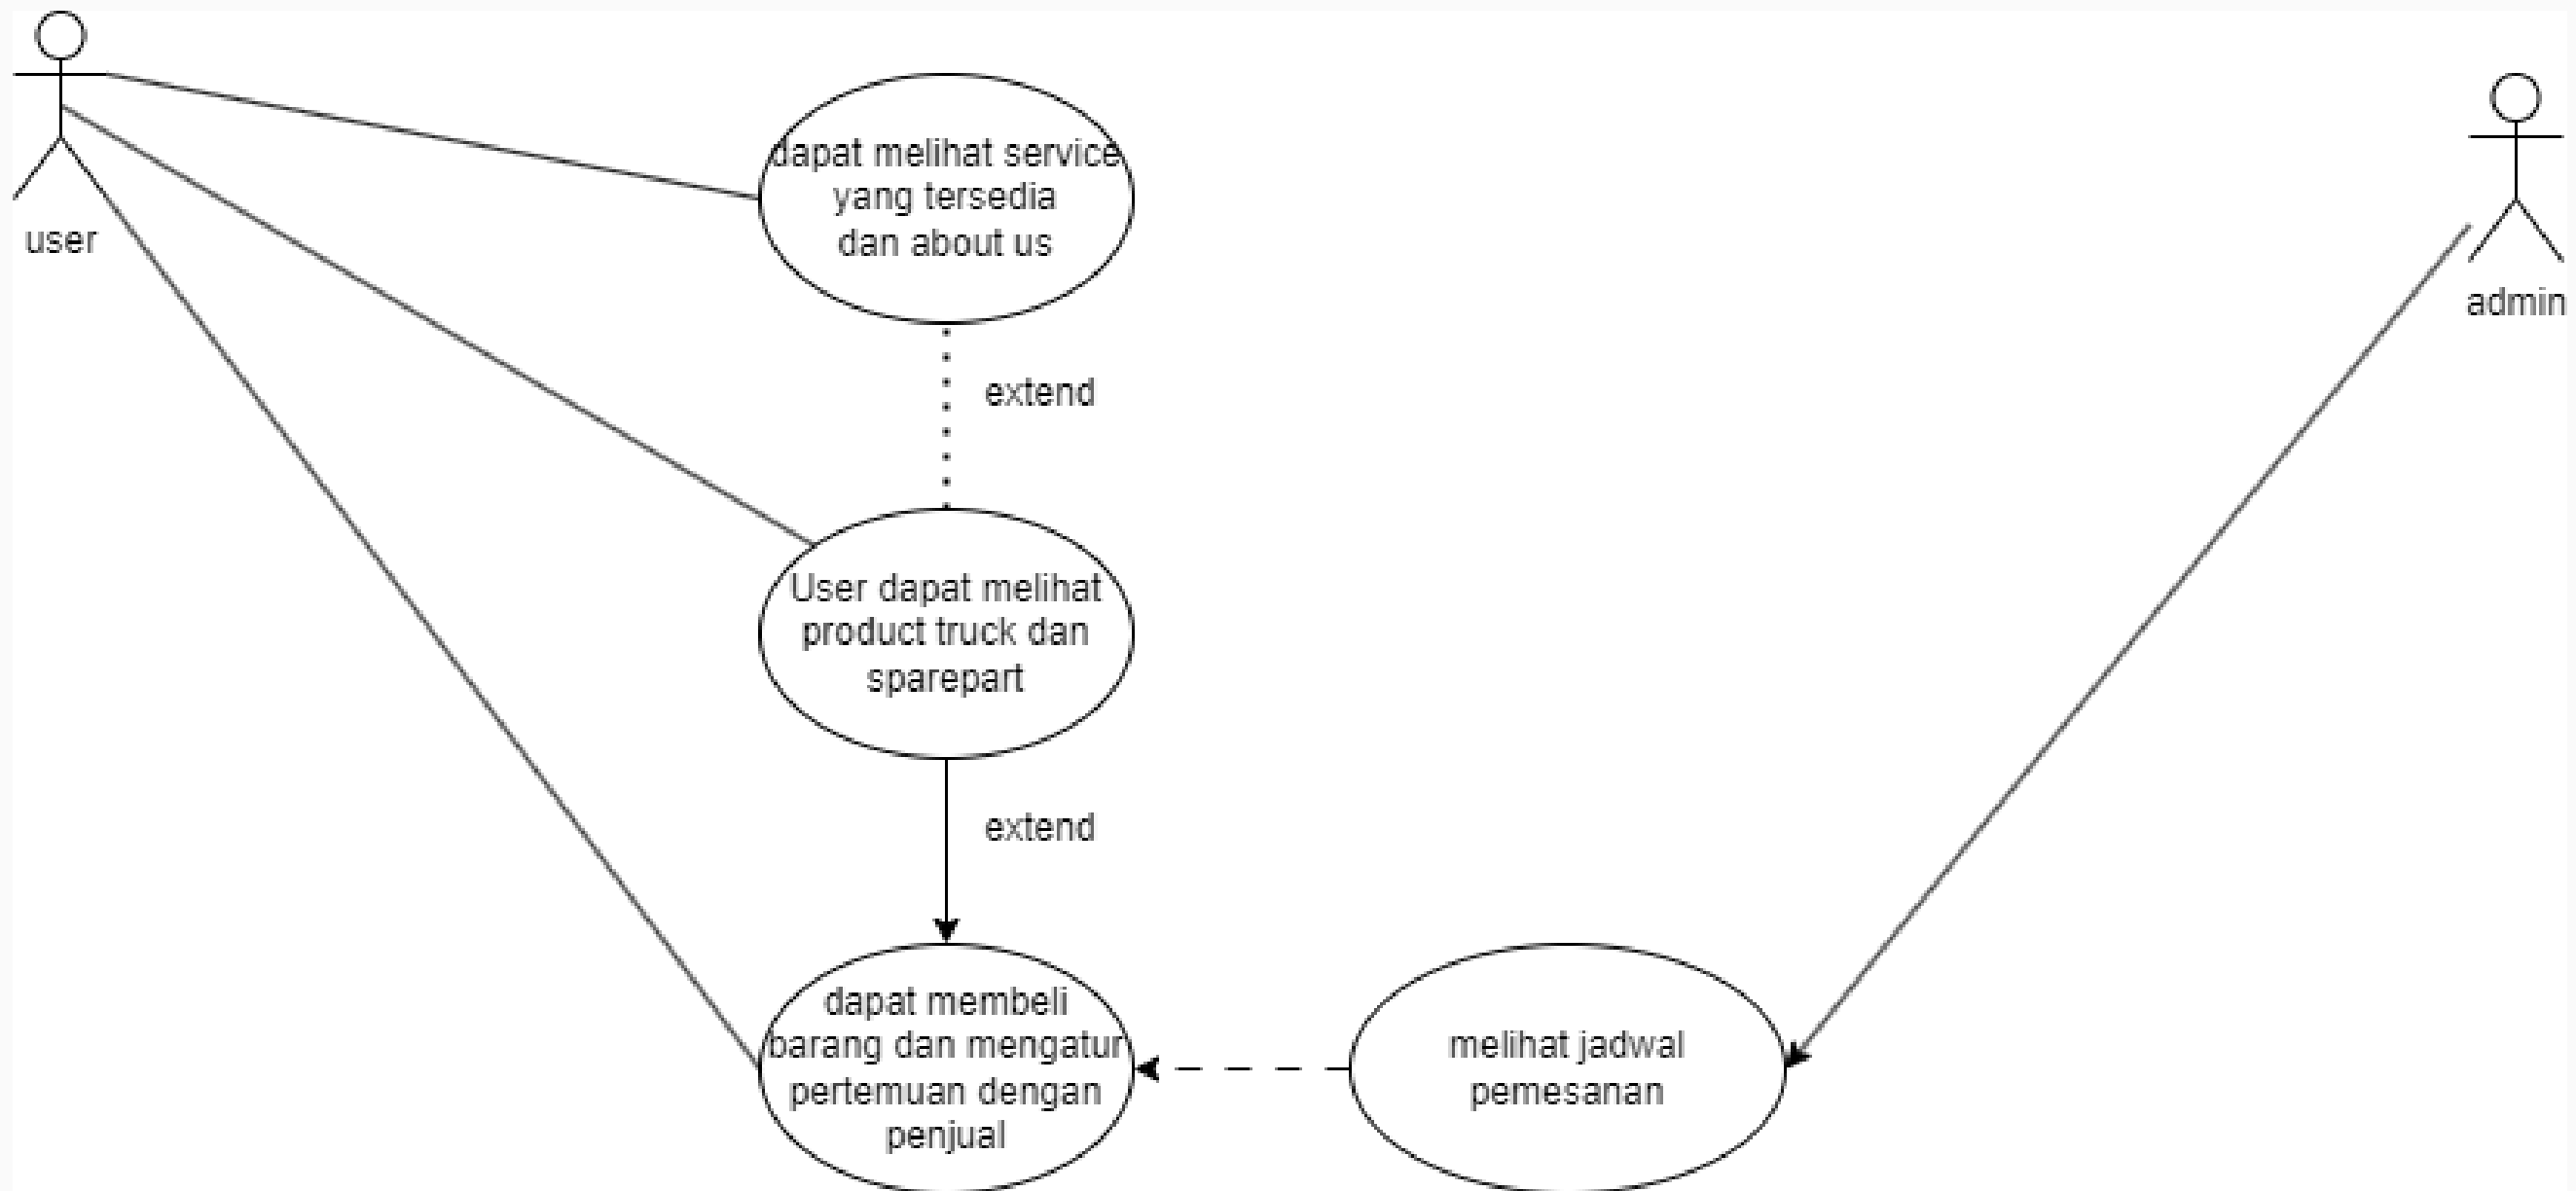 user
dapat melihat service
yang tersedia
dan about us
admin
extend
User dapat melihat
product truck dan
sparepart
extend
dapat membeli
barang dan mengatur
pertemuan dengan
penjual
melihat jadwal
pemesanan